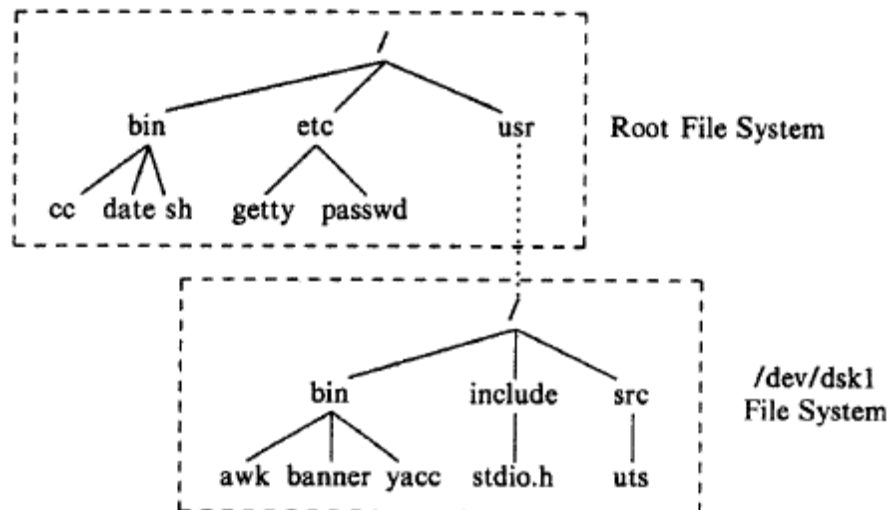 /
bin etc usr Root File System
cc date sh getty passwd
/
bin include src /dev/dsk1
File System
awk banner yacc stdio.h uts